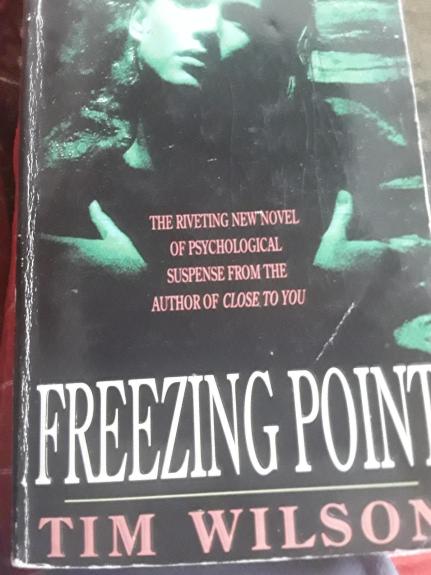 THE RIVETING NEW NOVEL
OF PSYCHOLOGICAL
SUSPENSE FROM THE
AUTHOR OF CLOSE TO YOU
FREEZING POINT
TIM WILSON